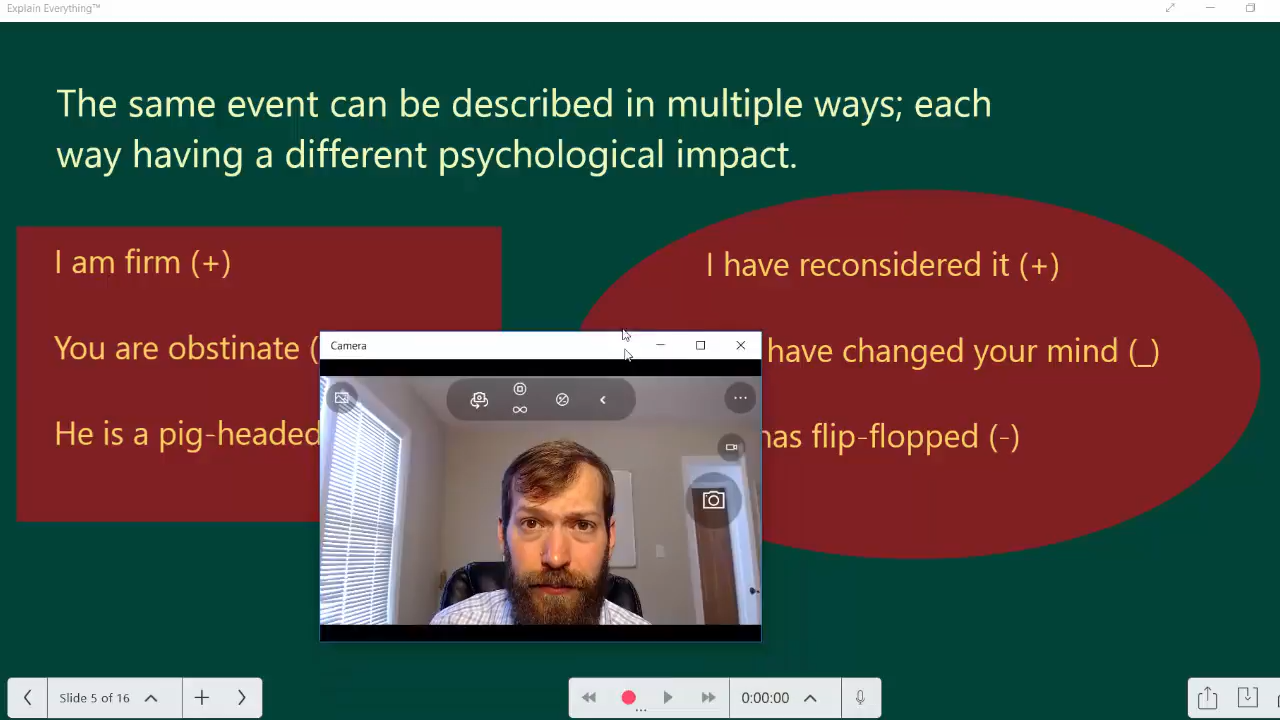 Explain Everything™
The same event can be described in multiple ways; each
way having a different psychological impact.
I am firm (+)
I have reconsidered it (+)
You are obstinate (
have changed your mind (_)
He is a pig-headed
has flip-flopped (-)
Camera
Slide 5 of 16
0:00:00